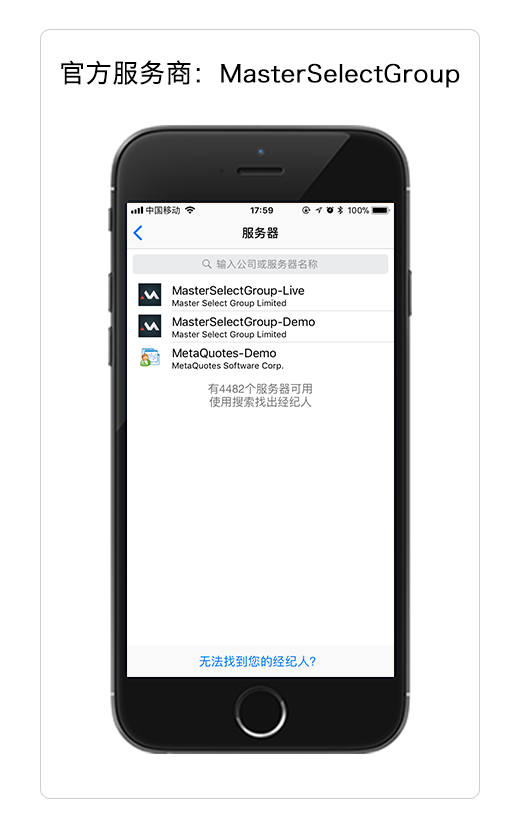 官方服务商：MasterSelectGroup
中国移动 17:59 100%
服务器
输入公司或服务器名称
MasterSelectGroup-Live
Master Select Group Limited
MasterSelectGroup-Demo
Master Select Group Limited
MetaQuotes-Demo
MetaQuotes Software Corp.
有4482个服务器可用
使用搜索找出经纪人
无法找到您的经纪人?